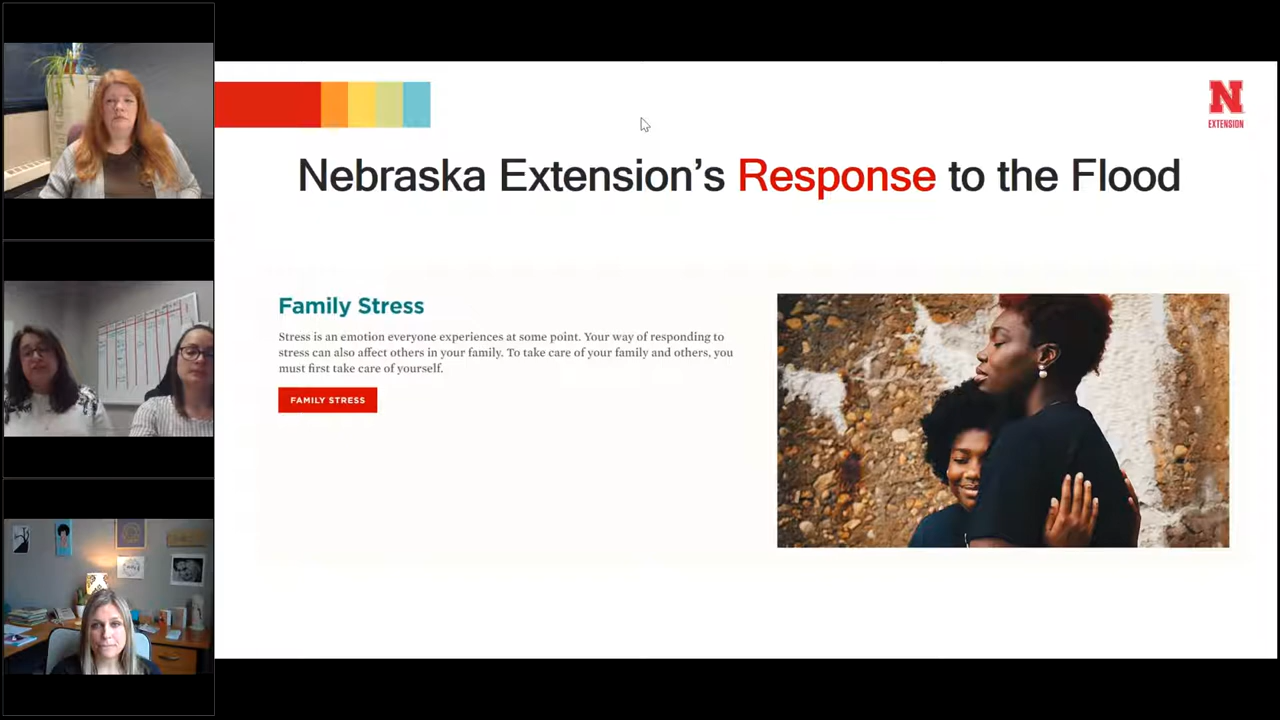 N
EXTENSION
Nebraska Extension’s Response to the Flood
Family Stress
Stress is an emotion everyone experiences at some point. Your way of responding to
stress can also affect others in your family. To take care of your family and others, you
must first take care of yourself.
FAMILY STRESS